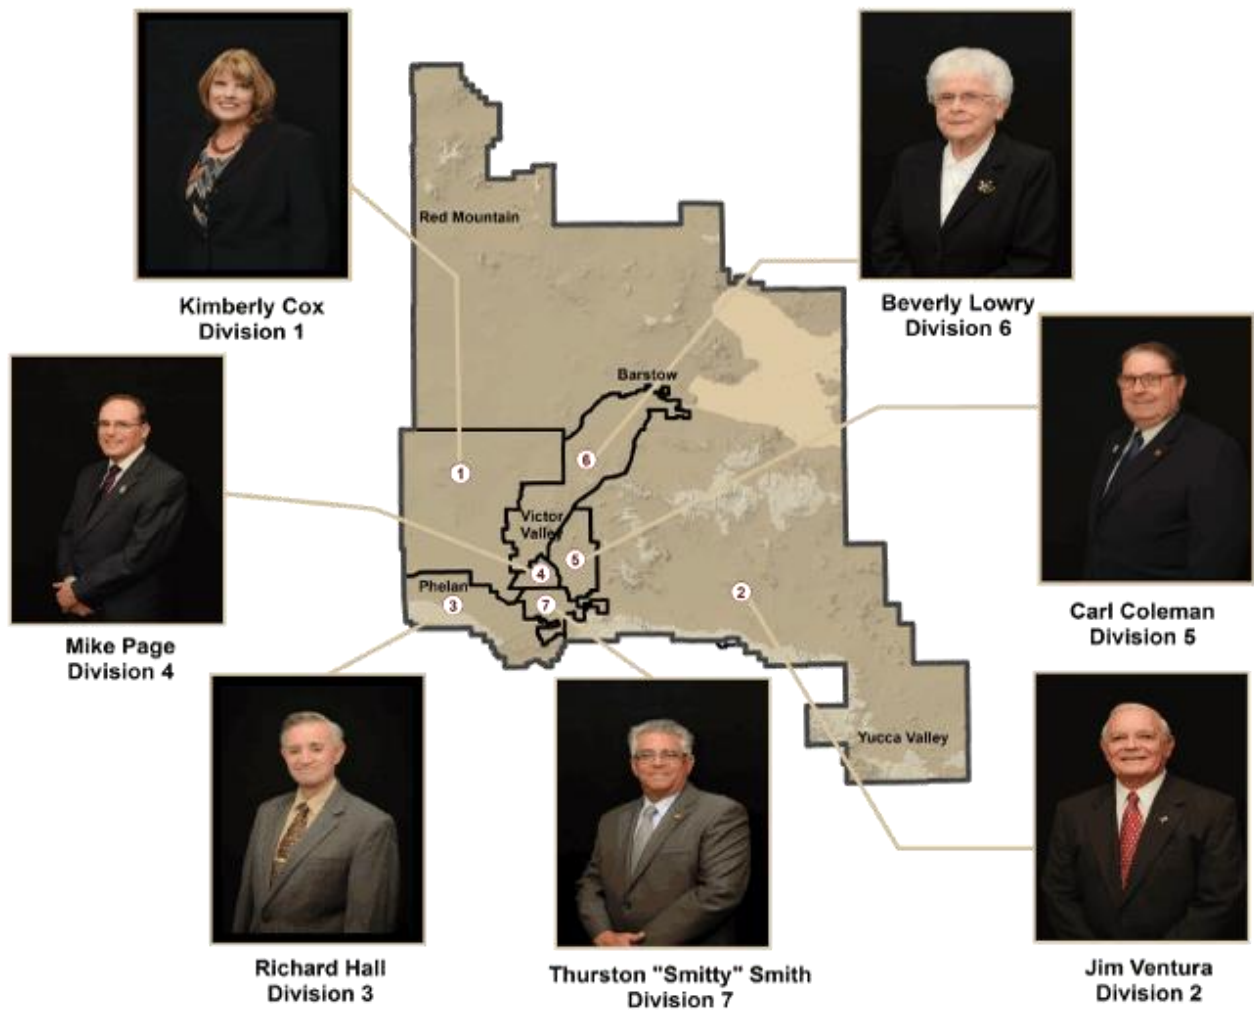 Kimberly Cox
Division 1
Beverly Lowry
Division 6
Red Mountain
Barstow
Mike Page
Division 4
Carl Coleman
Division 5
1
6
Victor
Valley
5
4
Phelan
3
7
2
Yucca Valley
Richard Hall
Division 3
Thurston "Smitty" Smith
Division 7
Jim Ventura
Division 2